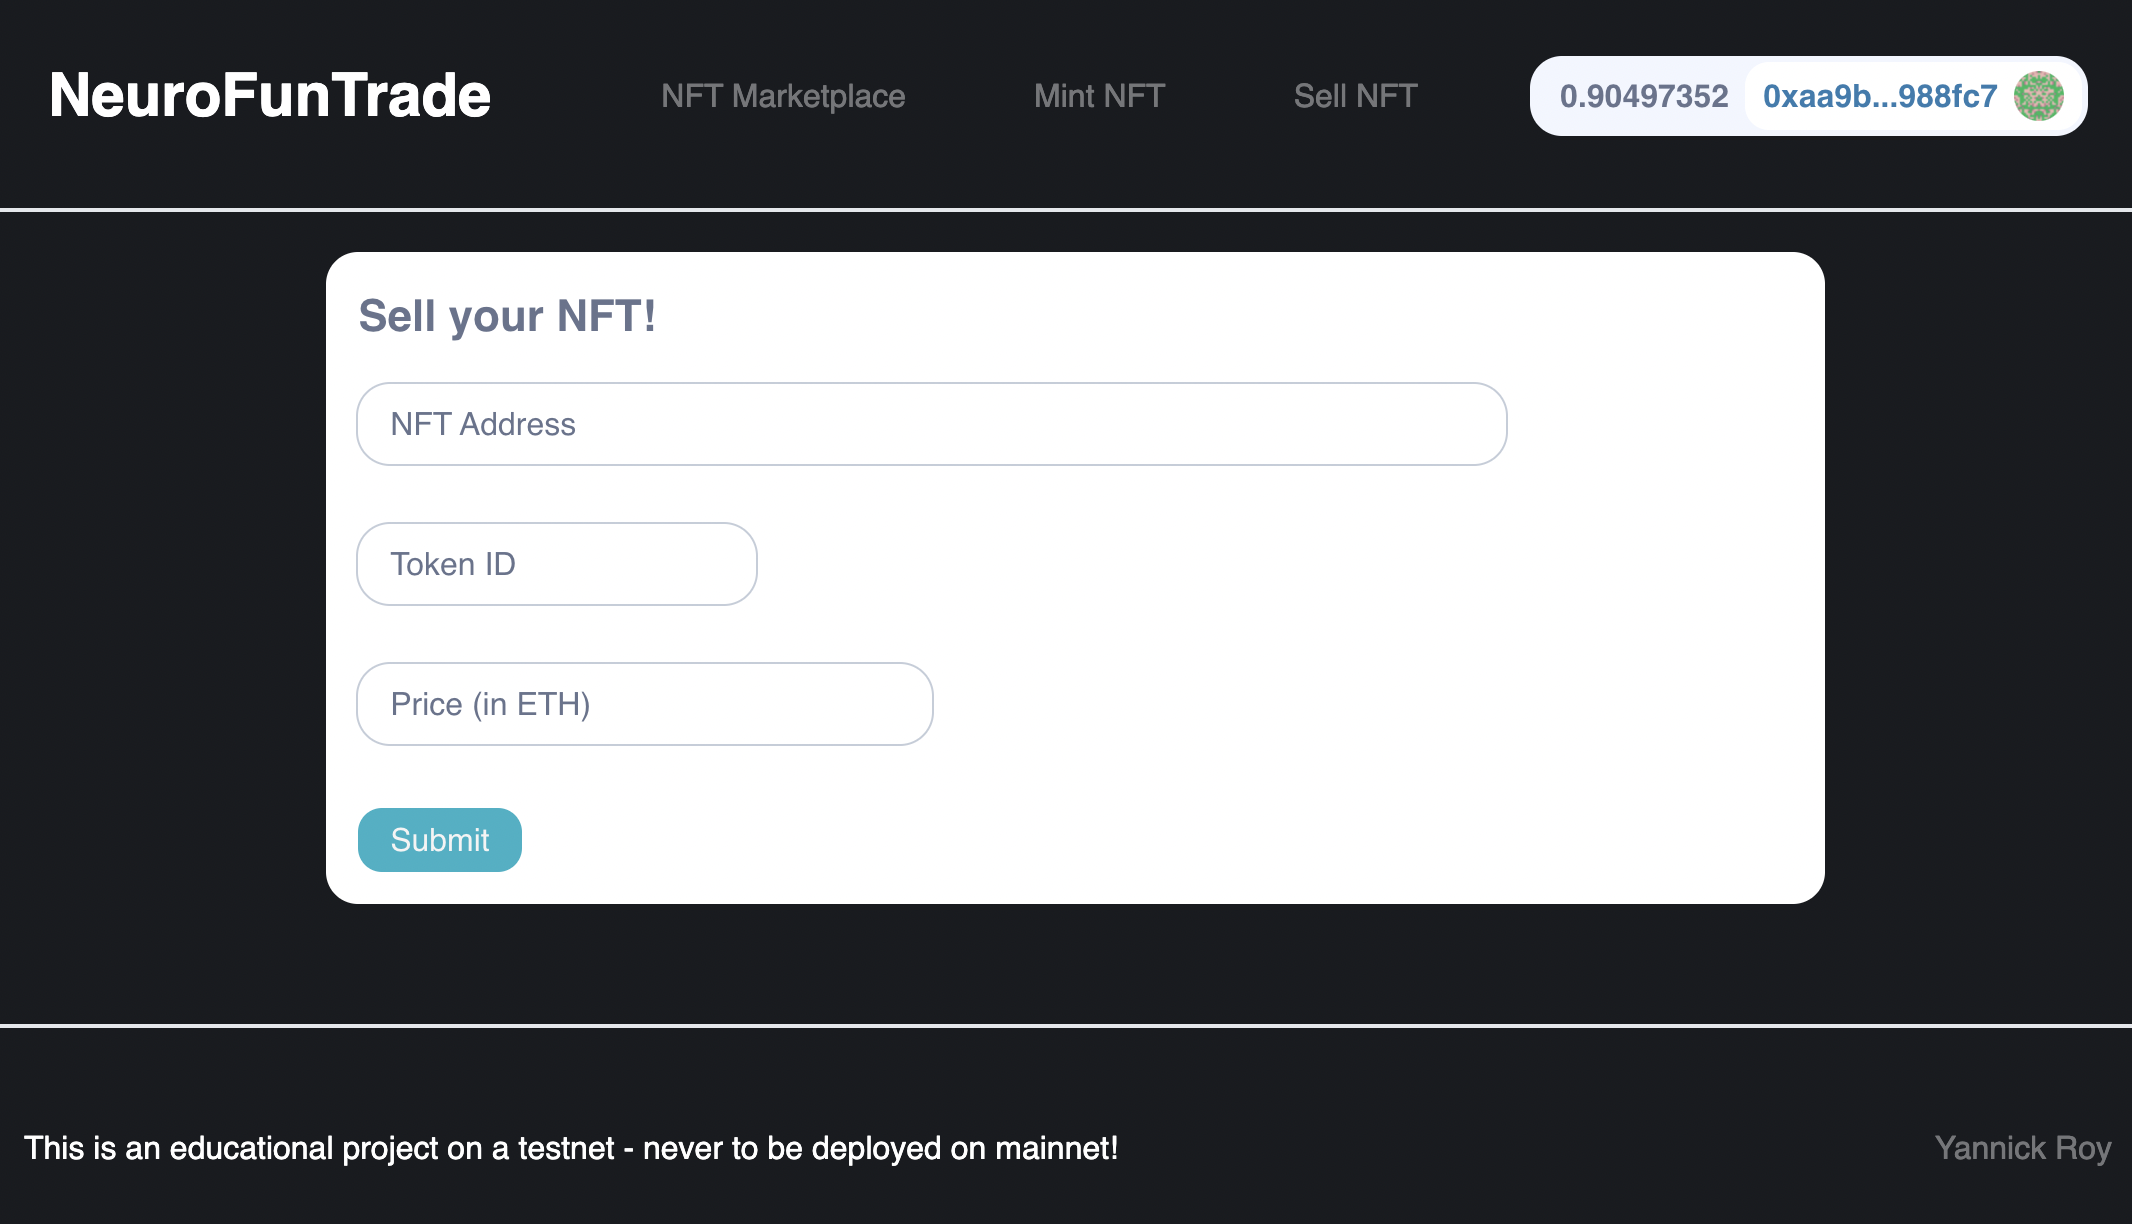 NeuroFunTrade
NFT Marketplace
Mint NFT
Sell NFT
0.90497352
0xaa9b...988fc7
Sell your NFT!
NFT Address
Token ID
Price (in ETH)
Submit
This is an educational project on a testnet - never to be deployed on mainnet!
Yannick Roy